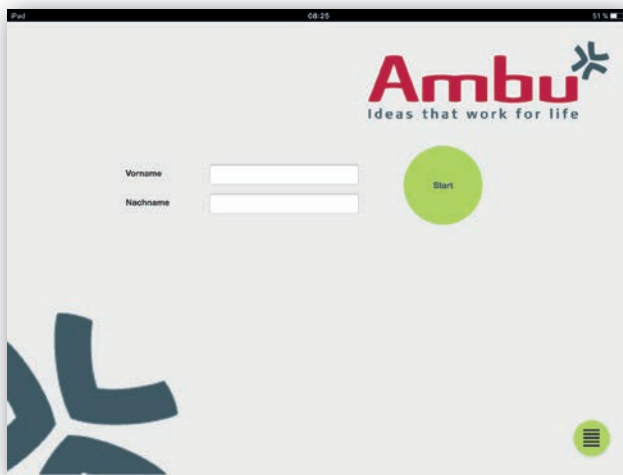 iPad
08:25
51 %
Ambu
Ideas that work for life
Vorname
Start
Nachname